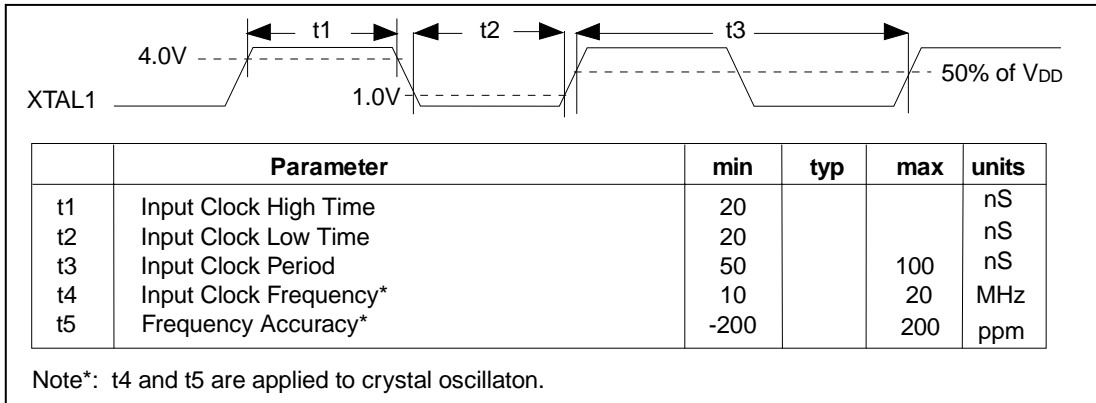 t1 t2 t3
4.0V
50% of VDD
XTAL1 1.0V
Parameter min typ max units
t1 Input Clock High Time 20 nS
t2 Input Clock Low Time 20 nS
t3 Input Clock Period 50 100 nS
t4 Input Clock Frequency* 10 20 MHz
t5 Frequency Accuracy* -200 200 ppm
Note*: t4 and t5 are applied to crystal oscillaton.